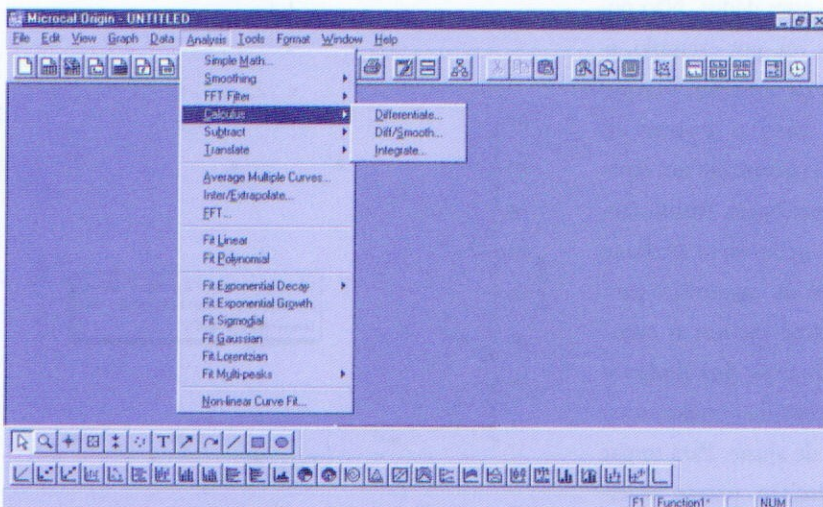 Microcal Origin - UNTITLED
File Edit View Graph Data Analysis Tools Format Window Help
Simple Math...
Smoothing
FFT Filter
Calculus
Subtract
Translate
Average Multiple Curves...
Inter/Extrapolate...
FFT...
Fit Linear
Fit Polynomial
Fit Exponential Decay
Fit Exponential Growth
Fit Sigmodial
Fit Gaussian
Fit Lorentzian
Fit Multi-peaks
Non-linear Curve Fit...
Differentiate...
Diff/Smooth...
Integrate...
T
F1 Function1* NUM